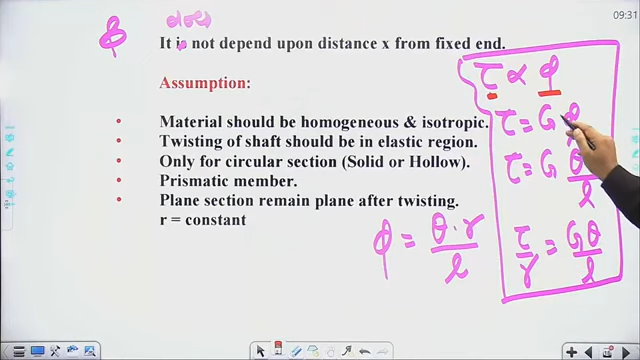 09:31
does
ϕ It is not depend upon distance x from fixed end.
Assumption:
• Material should be homogeneous & isotropic.
• Twisting of shaft should be in elastic region.
• Only for circular section (Solid or Hollow).
• Prismatic member.
• Plane section remain plane after twisting.
r = constant
ϕ = θ·r/l
τ ∝ ϕ
τ = G ϕ
τ = G θ/l
τ/r = Gθ/l